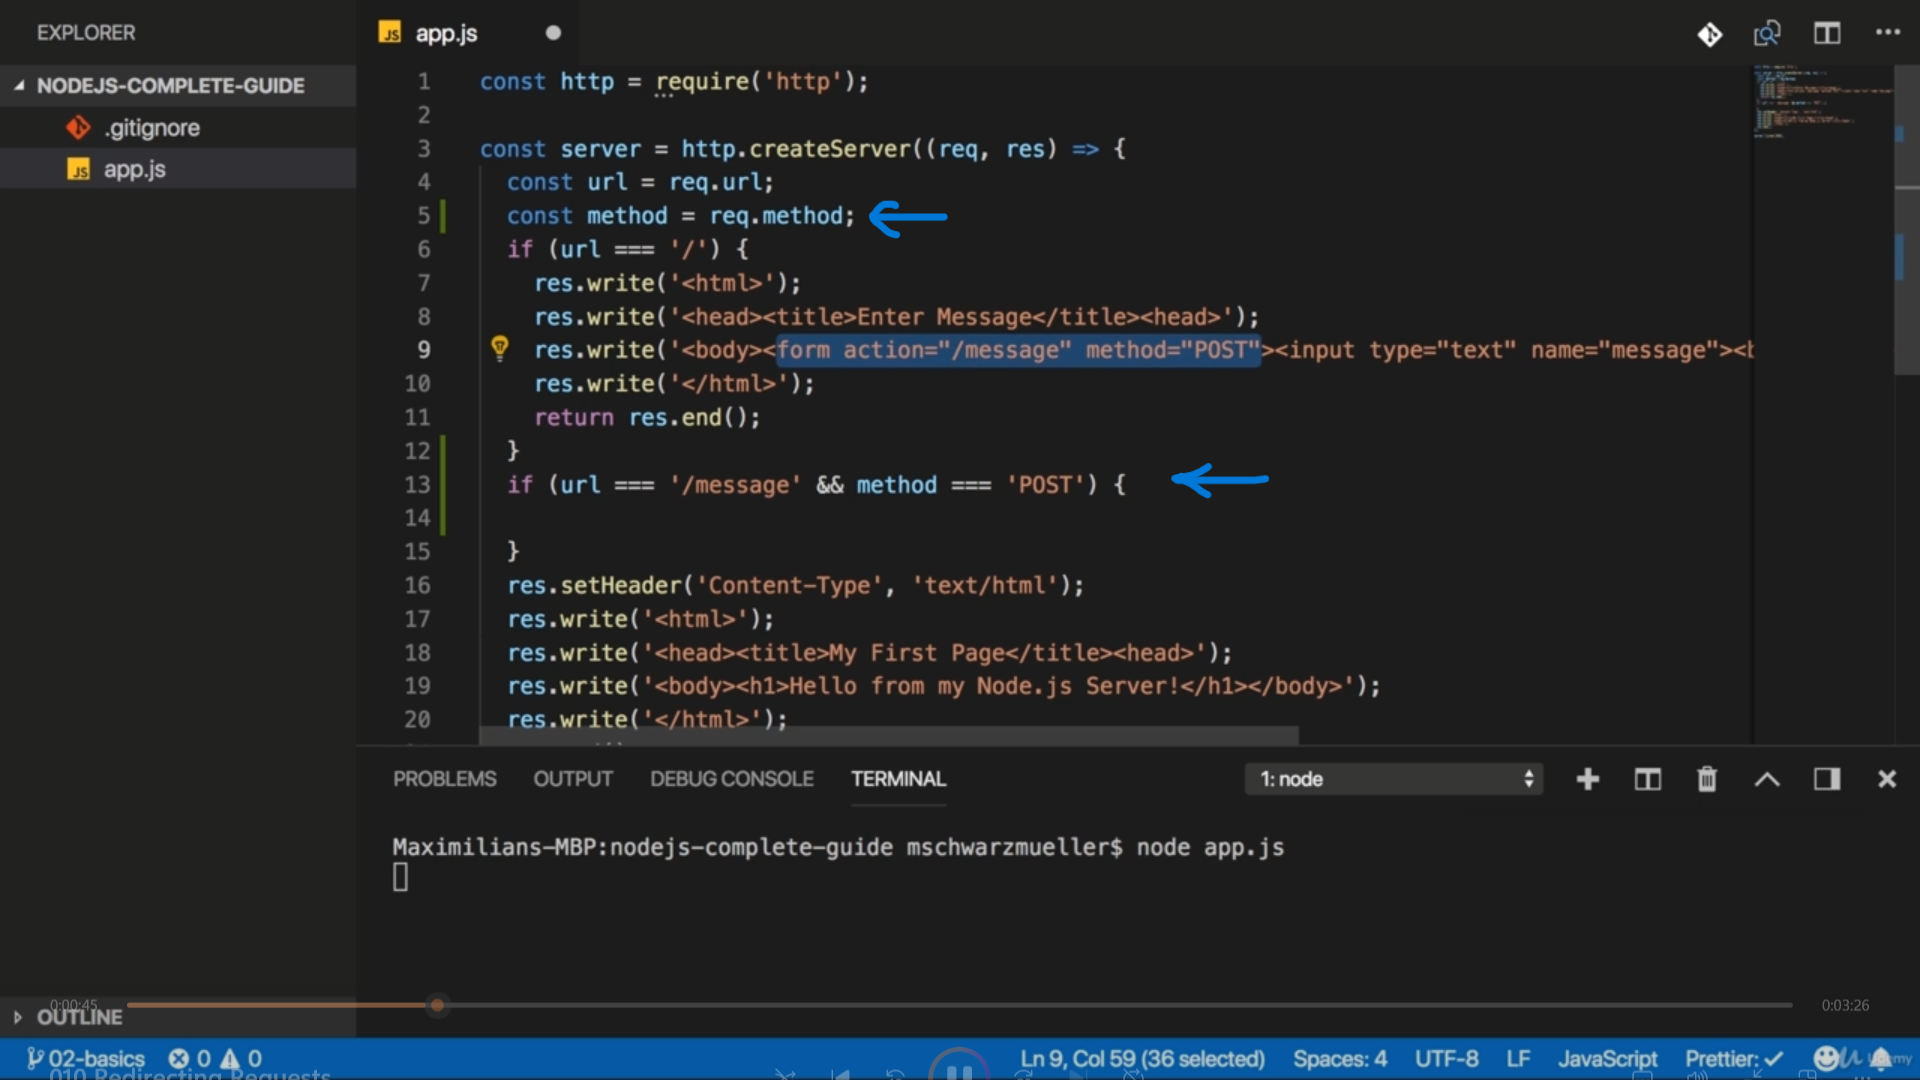 EXPLORER
NODEJS-COMPLETE-GUIDE
.gitignore
JS app.js
JS app.js
1 const http = require('http');
2
3 const server = http.createServer((req, res) => {
4 const url = req.url;
5 const method = req.method;
6 if (url === '/') {
7 res.write('<html>');
8 res.write('<head><title>Enter Message</title><head>');
9 res.write('<body><form action="/message" method="POST"><input type="text" name="message"><b
10 res.write('</html>');
11 return res.end();
12 }
13 if (url === '/message' && method === 'POST') {
14
15 }
16 res.setHeader('Content-Type', 'text/html');
17 res.write('<html>');
18 res.write('<head><title>My First Page</title><head>');
19 res.write('<body><h1>Hello from my Node.js Server!</h1></body>');
20 res.write('</html>');
PROBLEMS OUTPUT DEBUG CONSOLE TERMINAL 1: node
Maximilians-MBP:nodejs-complete-guide mschwarzmueller$ node app.js
0:00:45 0:03:26
OUTLINE
02-basics 0 0 Ln 9, Col 59 (36 selected) Spaces: 4 UTF-8 LF JavaScript Prettier: ✓
010 Redirecting Requests
Udemy